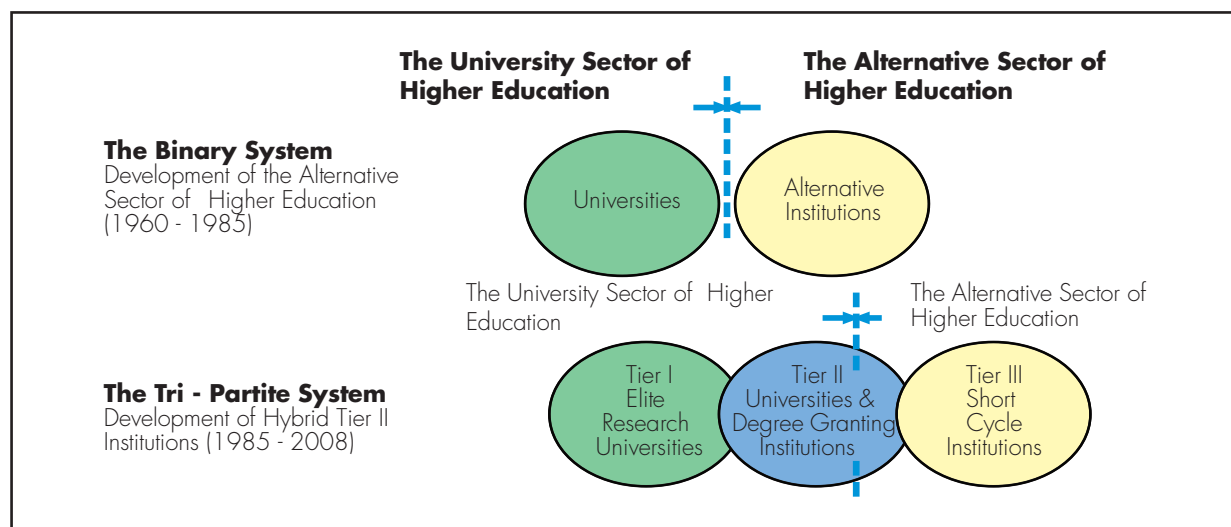 The University Sector of
Higher Education
The Alternative Sector of
Higher Education
The Binary System
Development of the Alternative
Sector of Higher Education
(1960 - 1985)
Universities
Alternative
Institutions
The University Sector of Higher
Education
The Alternative Sector of
Higher Education
The Tri - Partite System
Development of Hybrid Tier II
Institutions (1985 - 2008)
Tier I
Elite
Research
Universities
Tier II
Universities &
Degree Granting
Institutions
Tier III
Short
Cycle
Institutions